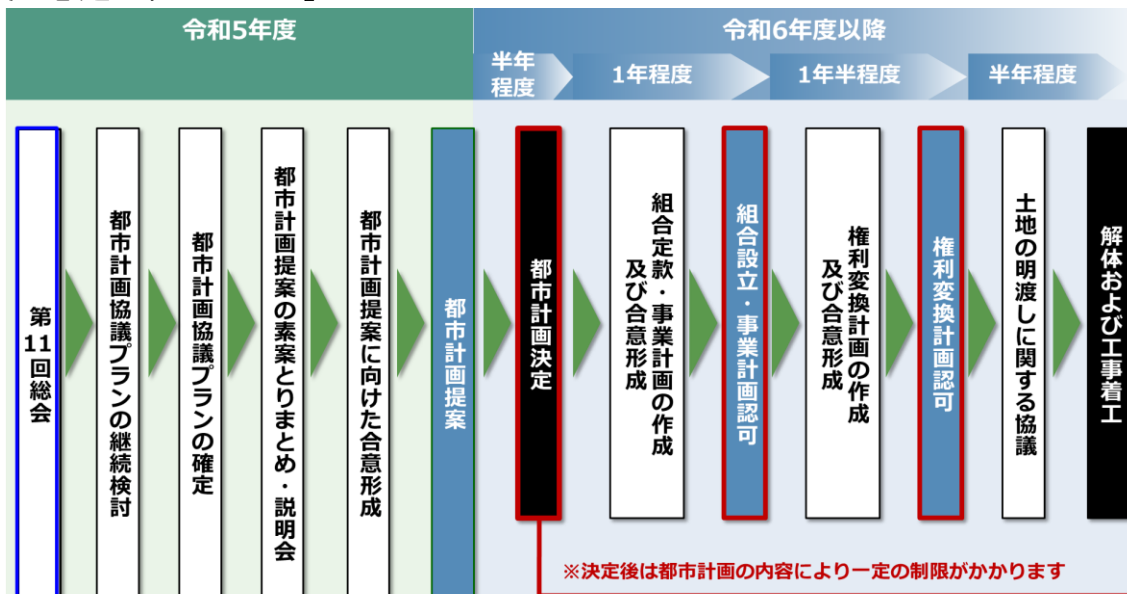 令和5年度
令和6年度以降
半年
程度
1年程度
1年半程度
半年程度
第11回総会
都市計画協議プランの継続検討
都市計画協議プランの確定
都市計画提案の素案とりまとめ・説明会
都市計画提案に向けた合意形成
都市計画提案
都市計画決定
組合定款・事業計画の作成
及び合意形成
組合設立・事業計画認可
権利変換計画の作成
及び合意形成
権利変換計画認可
土地の明渡しに関する協議
解体および工事着工
※決定後は都市計画の内容により一定の制限がかかります